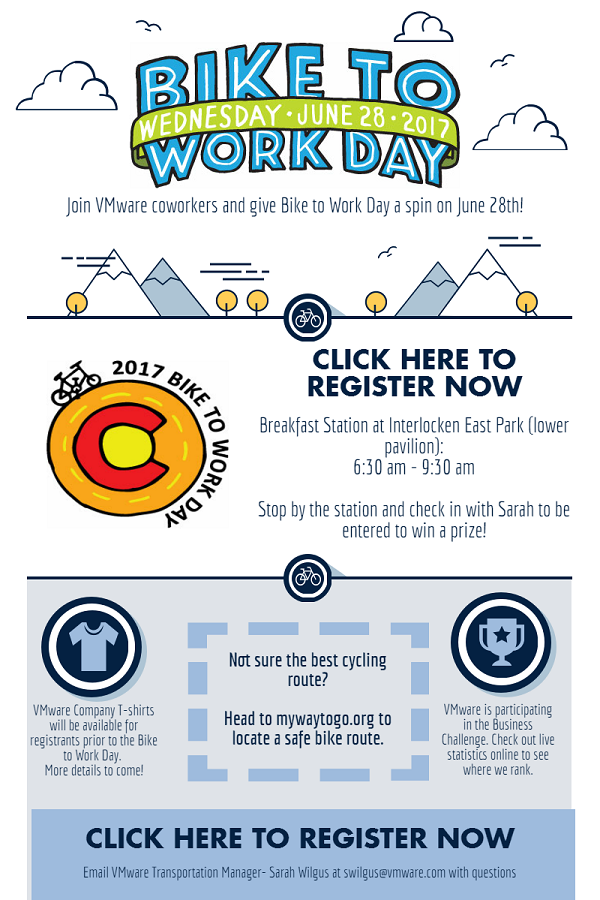 BIKE TO
WEDNESDAY · JUNE 28 · 2017
WORK DAY
Join VMware coworkers and give Bike to Work Day a spin on June 28th!
2017 BIKE TO WORK DAY
C
CLICK HERE TO
REGISTER NOW
Breakfast Station at Interlocken East Park (lower
pavilion):
6:30 am - 9:30 am
Stop by the station and check in with Sarah to be
entered to win a prize!
VMware Company T-shirts
will be available for
registrants prior to the Bike
to Work Day.
More details to come!
Not sure the best cycling
route?
Head to mywaytogo.org to
locate a safe bike route.
VMware is participating
in the Business
Challenge. Check out live
statistics online to see
where we rank.
CLICK HERE TO REGISTER NOW
Email VMware Transportation Manager- Sarah Wilgus at swilgus@vmware.com with questions